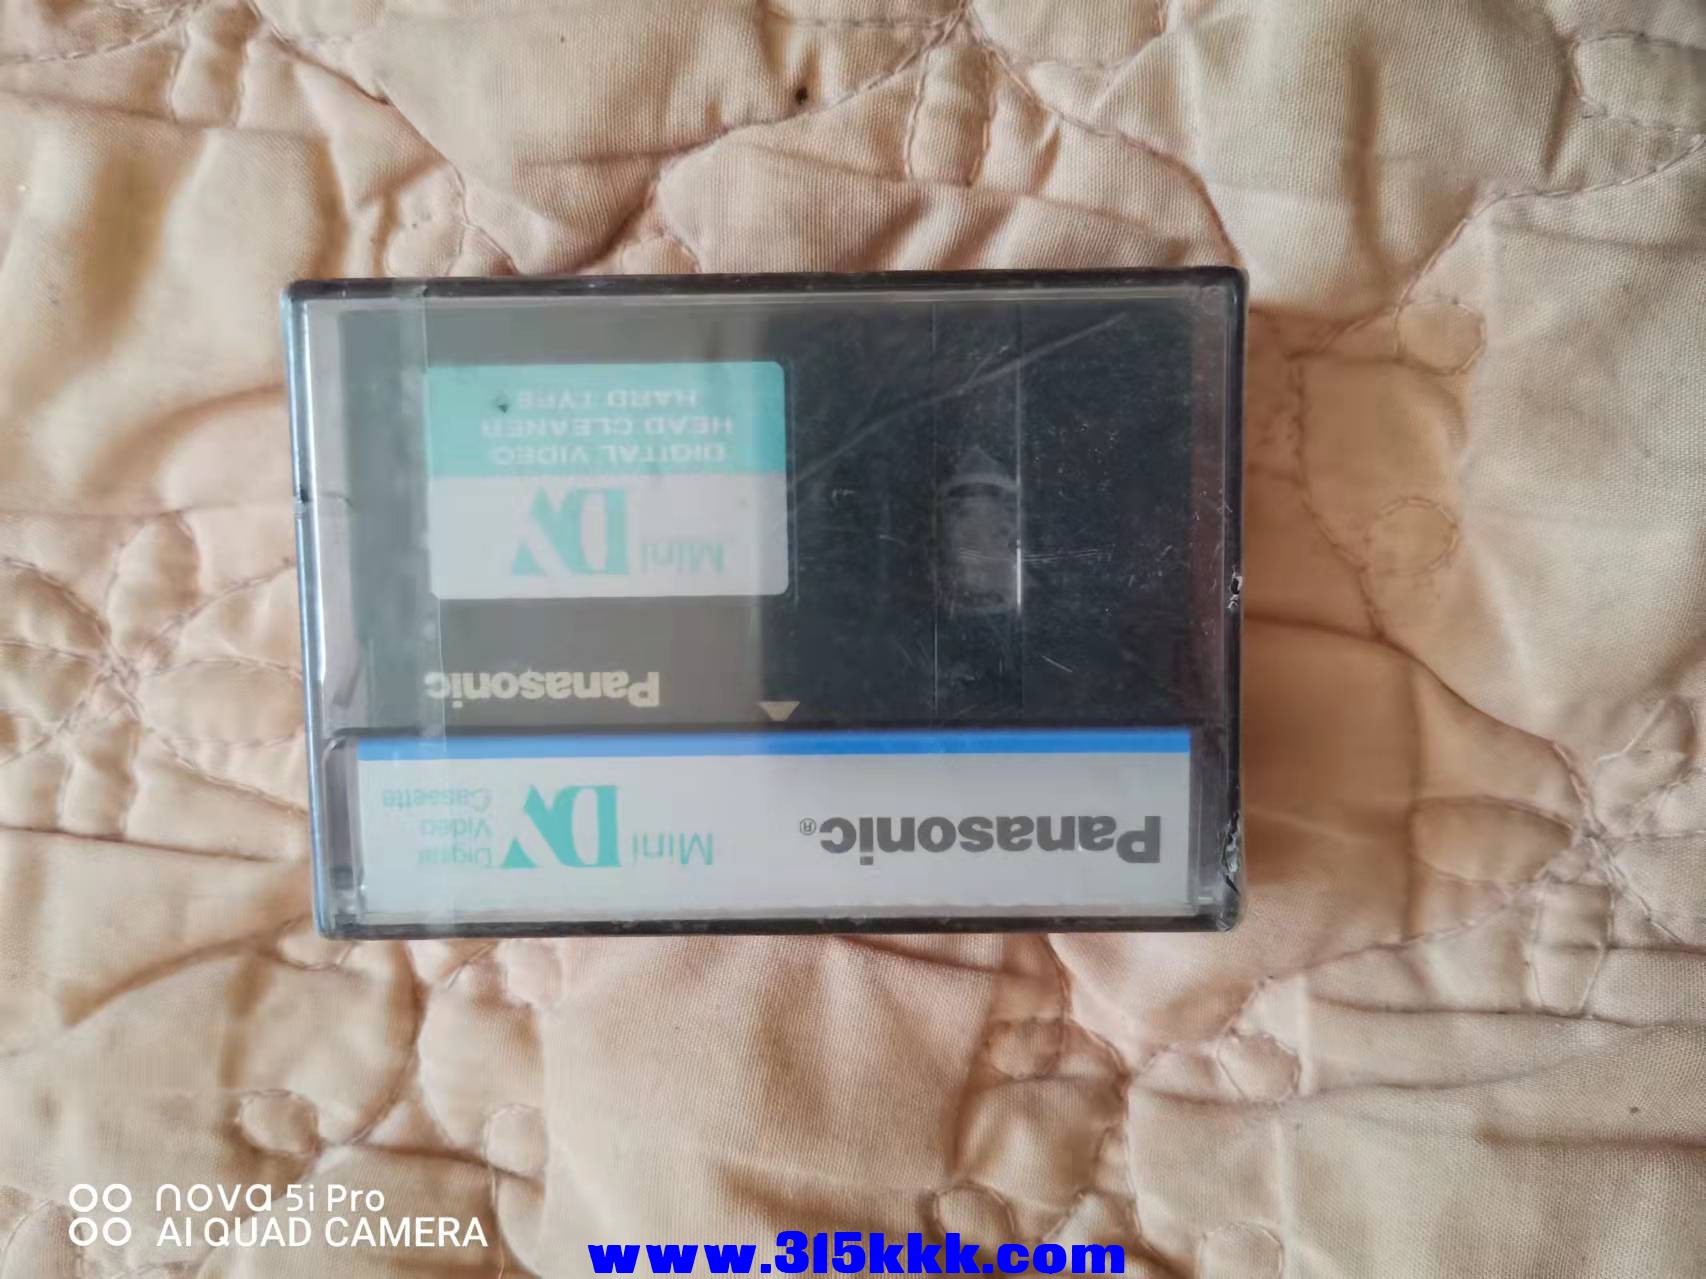 Panasonic®
Mini DV
Digital
Video
Cassette
Panasonic
Mini DV
DIGITAL VIDEO
HEAD CLEANER
HARD TYPE
nova 5i Pro
AI QUAD CAMERA
www.315kkk.com